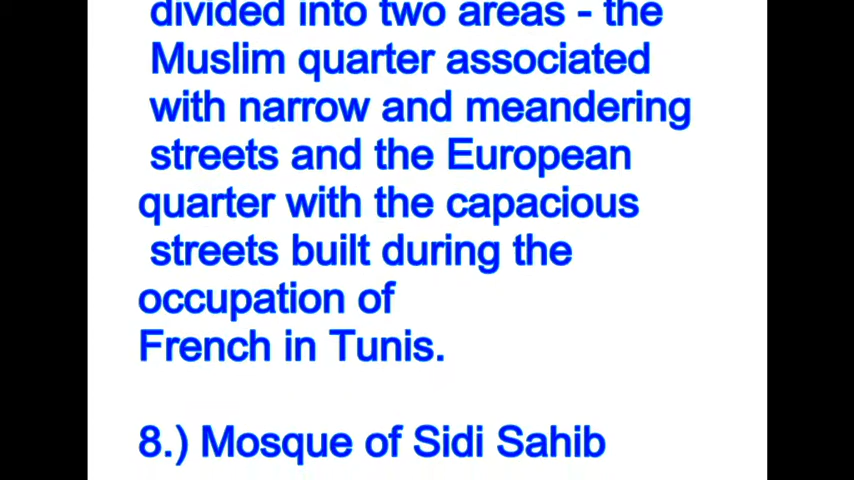 divided into two areas - the
Muslim quarter associated
with narrow and meandering
streets and the European
quarter with the capacious
streets built during the
occupation of
French in Tunis.
8.) Mosque of Sidi Sahib